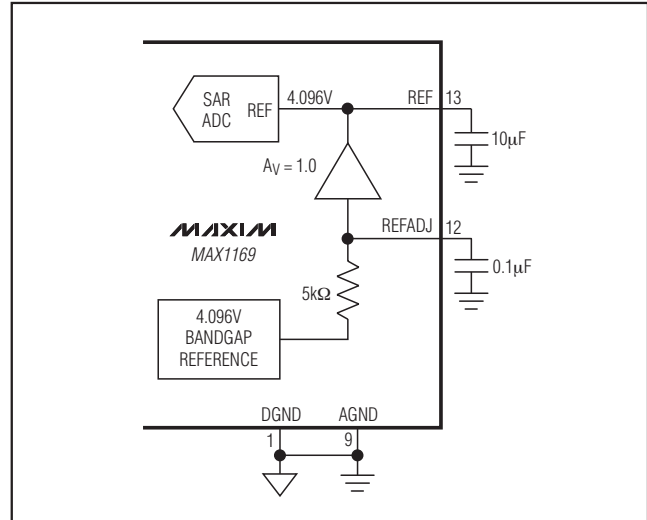 SAR
ADC
REF
4.096V
REF
13
10µF
AV = 1.0
MAXIM
MAX1169
REFADJ
12
0.1µF
5kΩ
4.096V
BANDGAP
REFERENCE
DGND
AGND
1
9